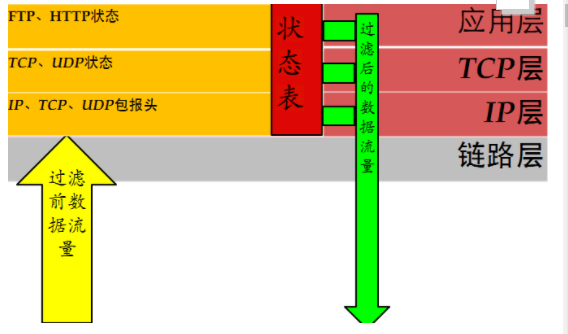 FTP、HTTP状态
状态表
过滤后的数据流量
应用层
TCP、UDP状态
TCP层
IP、TCP、UDP包报头
IP层
链路层
过滤
前数
据流
量